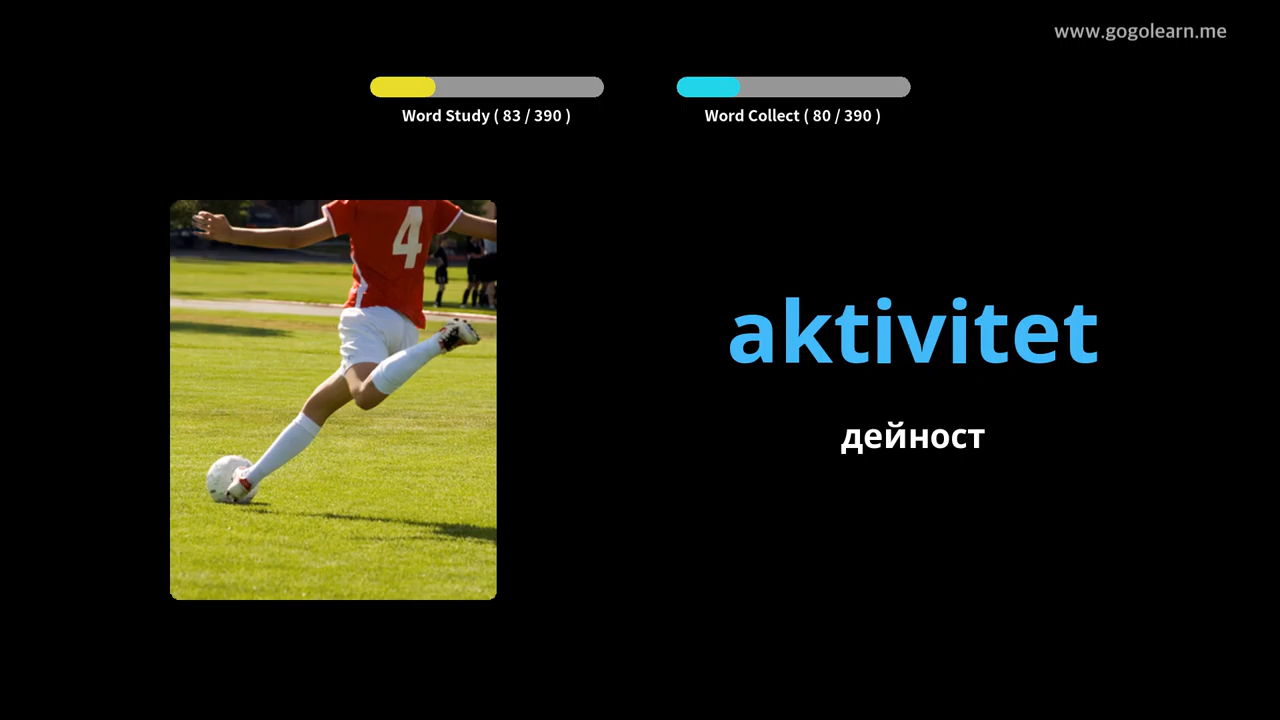 www.gogolearn.me
Word Study ( 83 / 390 )
Word Collect ( 80 / 390 )
4
aktivitet
дейност